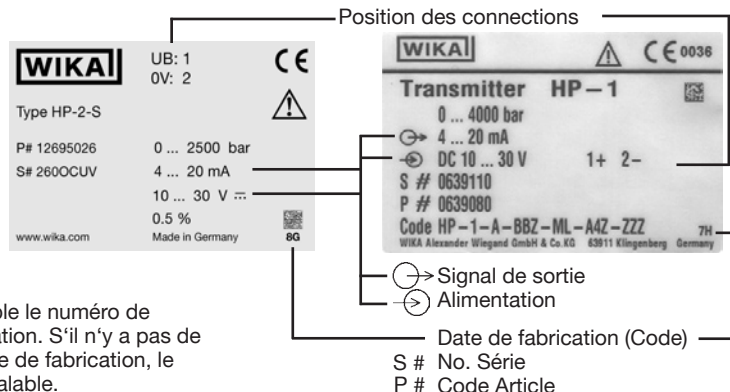 Position des connections
WIKA
UB: 1
0V: 2
CE
Type HP-2-S
P# 12695026
0 ... 2500 bar
S# 260OCUV
4 ... 20 mA
10 ... 30 V
0.5 %
www.wika.com
Made in Germany
8G
WIKA
CE 0036
Transmitter HP-1
0 ... 4000 bar
4 ... 20 mA
DC 10 ... 30 V 1+ 2-
S # 0639110
P # 0639080
Code HP-1-A-BBZ-ML-A4Z-ZZZ 7H
WIKA Alexander Wiegand GmbH & Co.KG 63911 Klingenberg Germany
Signal de sortie
Alimentation
Date de fabrication (Code)
S # No. Série
P # Code Article
le numéro de
S'il n'y a pas de
de fabrication, le